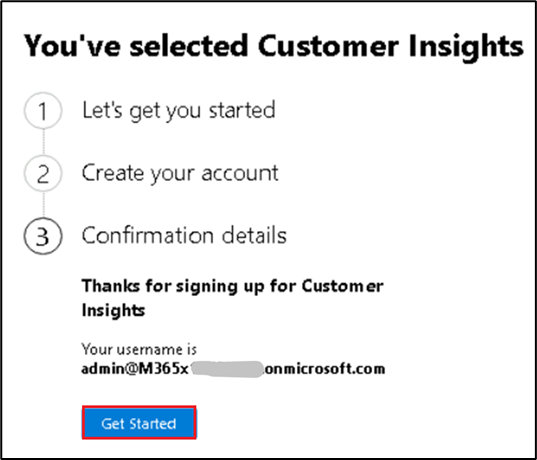 You've selected Customer Insights
1 Let's get you started
2 Create your account
3 Confirmation details
Thanks for signing up for Customer
Insights
Your username is
admin@M365x onmicrosoft.com
Get Started